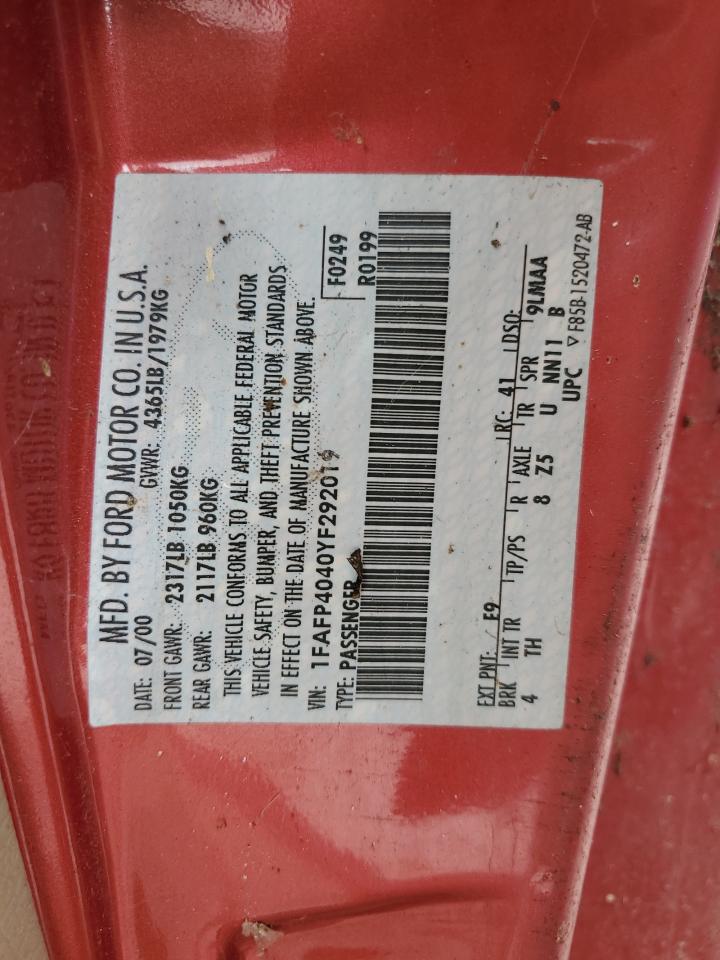 MFD. BY FORD MOTOR CO. IN U.S.A.
DATE: 07/00 GVWR: 4365LB/1979KG
FRONT GAWR: 2317LB 1050KG
REAR GAWR: 2117LB 960KG
THIS VEHICLE CONFORMS TO ALL APPLICABLE FEDERAL MOTOR
VEHICLE SAFETY, BUMPER, AND THEFT PREVENTION STANDARDS
IN EFFECT ON THE DATE OF MANUFACTURE SHOWN ABOVE.
VIN: 1FAFP4040YF292019 F0249
TYPE: PASSENGER R0199
EXT PNT: E9 RC: 41 DSO:
BRK INT TR TP/PS R AXLE TR SPR 9LMAA
4 TH 8 Z5 U NN11 B
UPC ▽F85B-1520472-AB